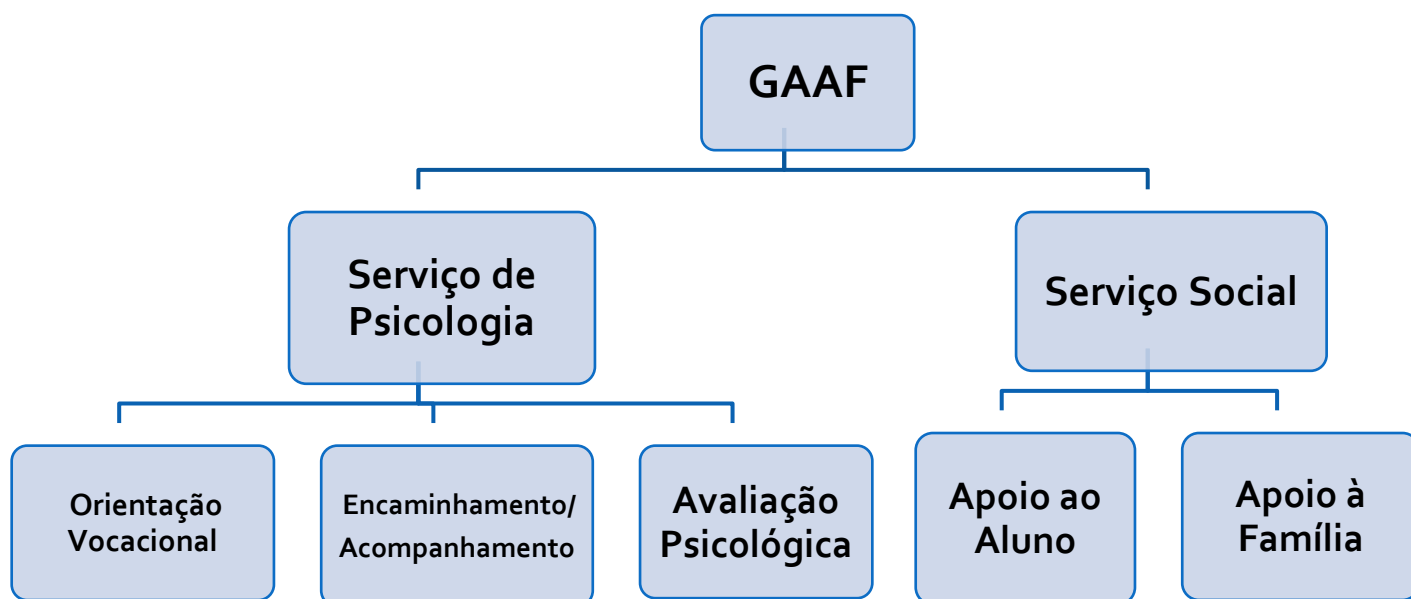 GAAF
Serviço de
Psicologia
Serviço Social
Orientação
Vocacional
Encaminhamento/
Acompanhamento
Avaliação
Psicológica
Apoio ao
Aluno
Apoio à
Família